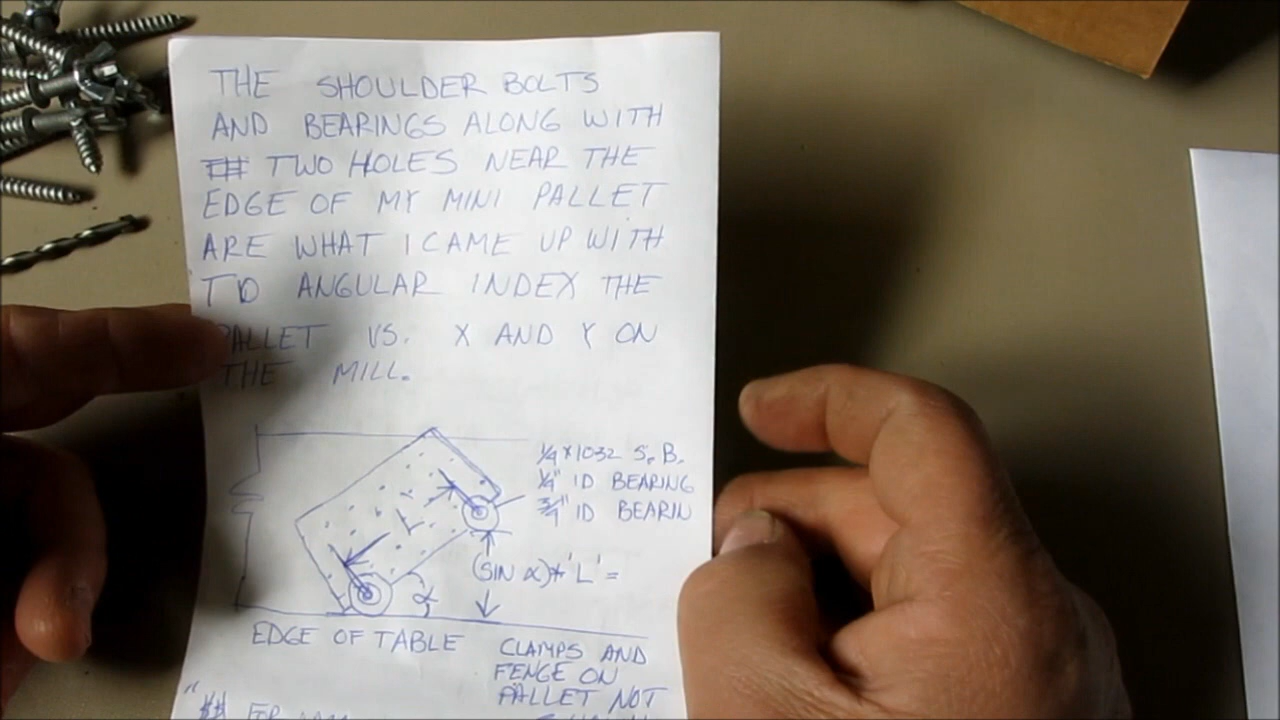 THE SHOULDER BOLTS
AND BEARINGS ALONG WITH
TWO HOLES NEAR THE
EDGE OF MY MINI PALLET
ARE WHAT I CAME UP WITH
TO ANGULAR INDEX THE
PALLET VS. X AND Y ON
THE MILL.
1/4 X 1032 S. B.
1/4" ID BEARING
3/4" ID BEARIN
L
(SIN α)* 'L' =
α
EDGE OF TABLE
CLAMPS AND
FENGE ON
PALLET NOT